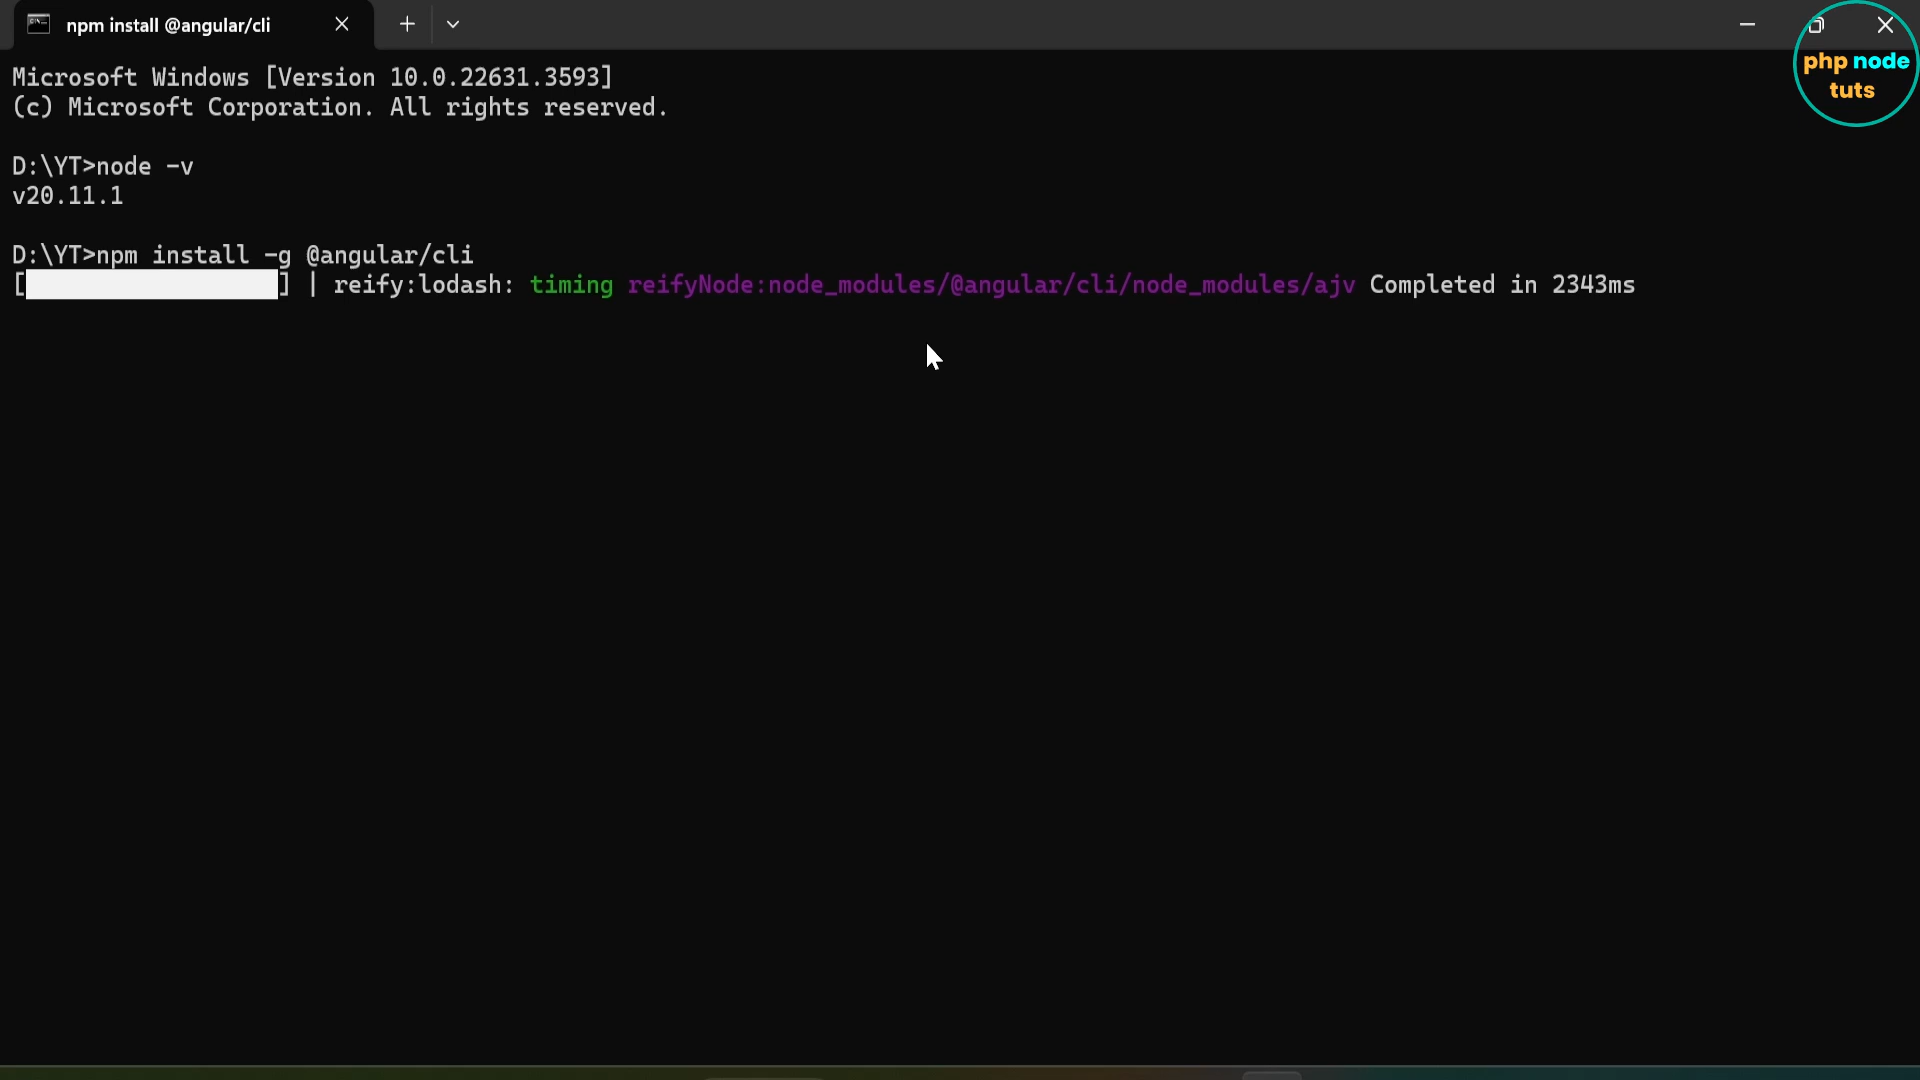 npm install @angular/cli
php node
tuts
Microsoft Windows [Version 10.0.22631.3593]
(c) Microsoft Corporation. All rights reserved.
D:\YT>node -v
v20.11.1
D:\YT>npm install -g @angular/cli
[                  ] | reify:lodash: timing reifyNode:node_modules/@angular/cli/node_modules/ajv Completed in 2343ms